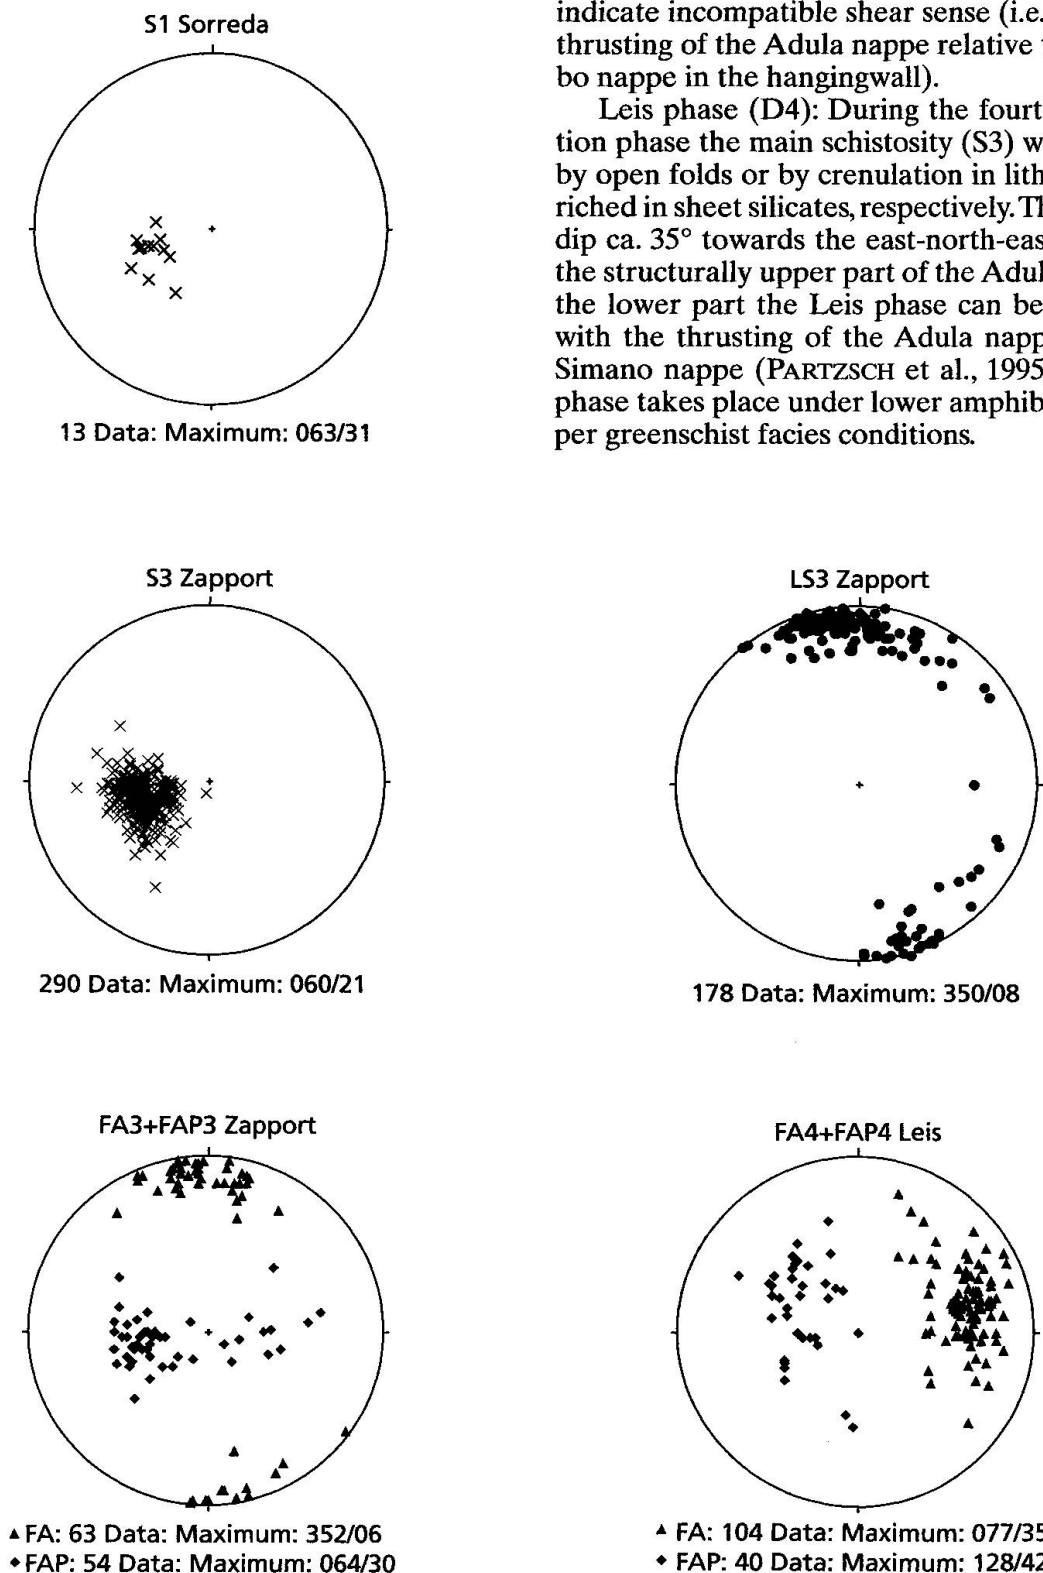 S1 Sorreda
13 Data: Maximum: 063/31
indicate incompatible shear sense (i.e.
thrusting of the Adula nappe relative
bo nappe in the hangingwall).
Leis phase (D4): During the fourt
tion phase the main schistosity (S3) w
by open folds or by crenulation in lith
riched in sheet silicates, respectively. Th
dip ca. 35° towards the east-north-eas
the structurally upper part of the Adul
the lower part the Leis phase can be
with the thrusting of the Adula napp
Simano nappe (PARTZSCH et al., 1995
phase takes place under lower amphib
per greenschist facies conditions.
S3 Zapport
290 Data: Maximum: 060/21
LS3 Zapport
178 Data: Maximum: 350/08
FA3+FAP3 Zapport
▲ FA: 63 Data: Maximum: 352/06
◆ FAP: 54 Data: Maximum: 064/30
FA4+FAP4 Leis
▲ FA: 104 Data: Maximum: 077/35
◆ FAP: 40 Data: Maximum: 128/42